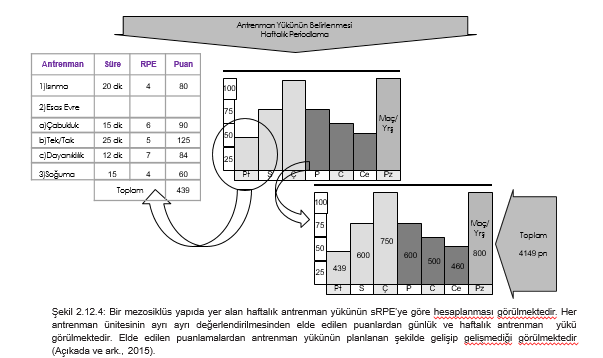 Antrenman Yükünün Belirlenmesi
Haftalık Periodlama
Antrenman Süre RPE Puan
1)Isınma 20 dk 4 80
2)Esas Evre
a)Çabukluk 15 dk 6 90
b)Tek/Tak 25 dk 5 125
c)Dayanıklılık 12 dk 7 84
3)Soğuma 15 4 60
Toplam 439
100
75
50
25
Maç/
Yrş
Pt S Ç P C Ce Pz
100
75
50
25
439 600 750 600 500 460 800
Maç/
Yrş
Pt S Ç P C Ce Pz
Toplam
4149 pn
Şekil 2.12.4: Bir mezosiklüs yapıda yer alan haftalık antrenman yükünün sRPE'ye göre hesaplanması görülmektedir. Her
antrenman ünitesinin ayrı ayrı değerlendirilmesinden elde edilen puanlardan günlük ve haftalık antrenman yükü
görülmektedir. Elde edilen puanlamalardan antrenman yükünün planlanan şekilde gelişip gelişmediği görülmektedir
(Açıkada ve ark., 2015).